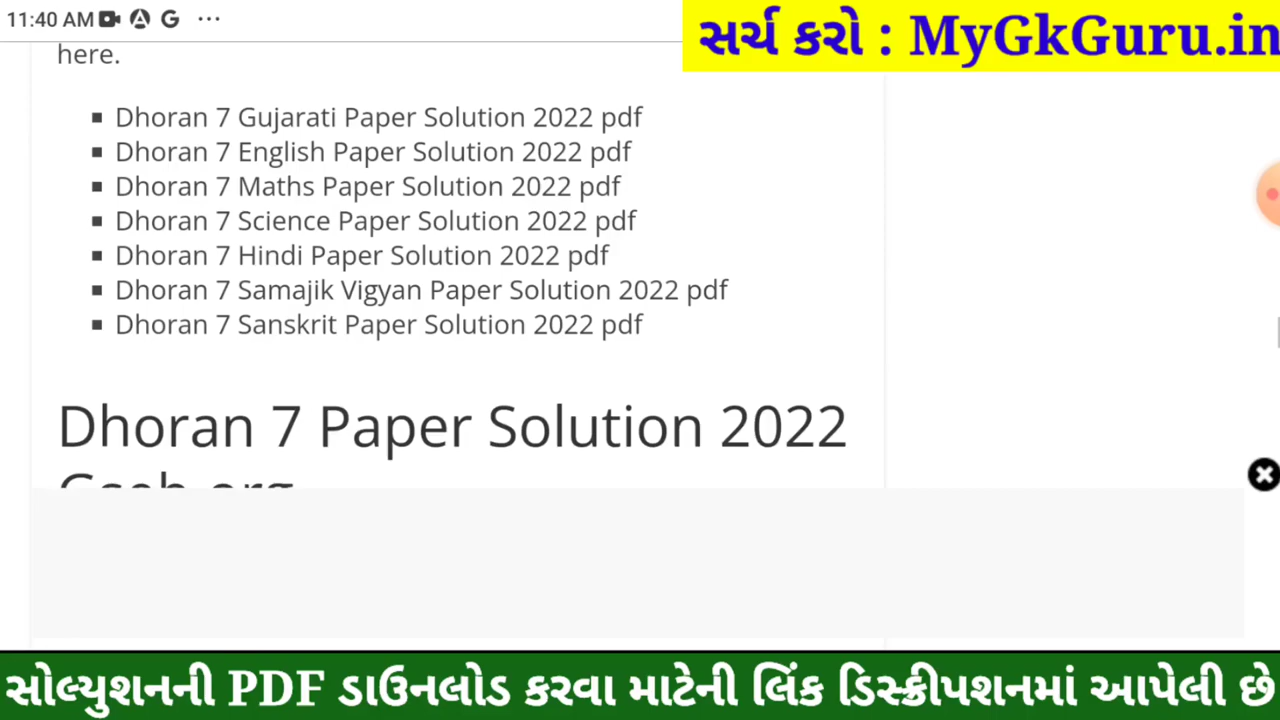 11:40 AM
સર્ચ કરો : MyGkGuru.in
here.
Dhoran 7 Gujarati Paper Solution 2022 pdf
Dhoran 7 English Paper Solution 2022 pdf
Dhoran 7 Maths Paper Solution 2022 pdf
Dhoran 7 Science Paper Solution 2022 pdf
Dhoran 7 Hindi Paper Solution 2022 pdf
Dhoran 7 Samajik Vigyan Paper Solution 2022 pdf
Dhoran 7 Sanskrit Paper Solution 2022 pdf
Dhoran 7 Paper Solution 2022
Gseb.org
સોલ્યુશનની PDF ડાઉનલોડ કરવા માટેની લિંક ડિસ્ક્રીપશનમાં આપેલી છે